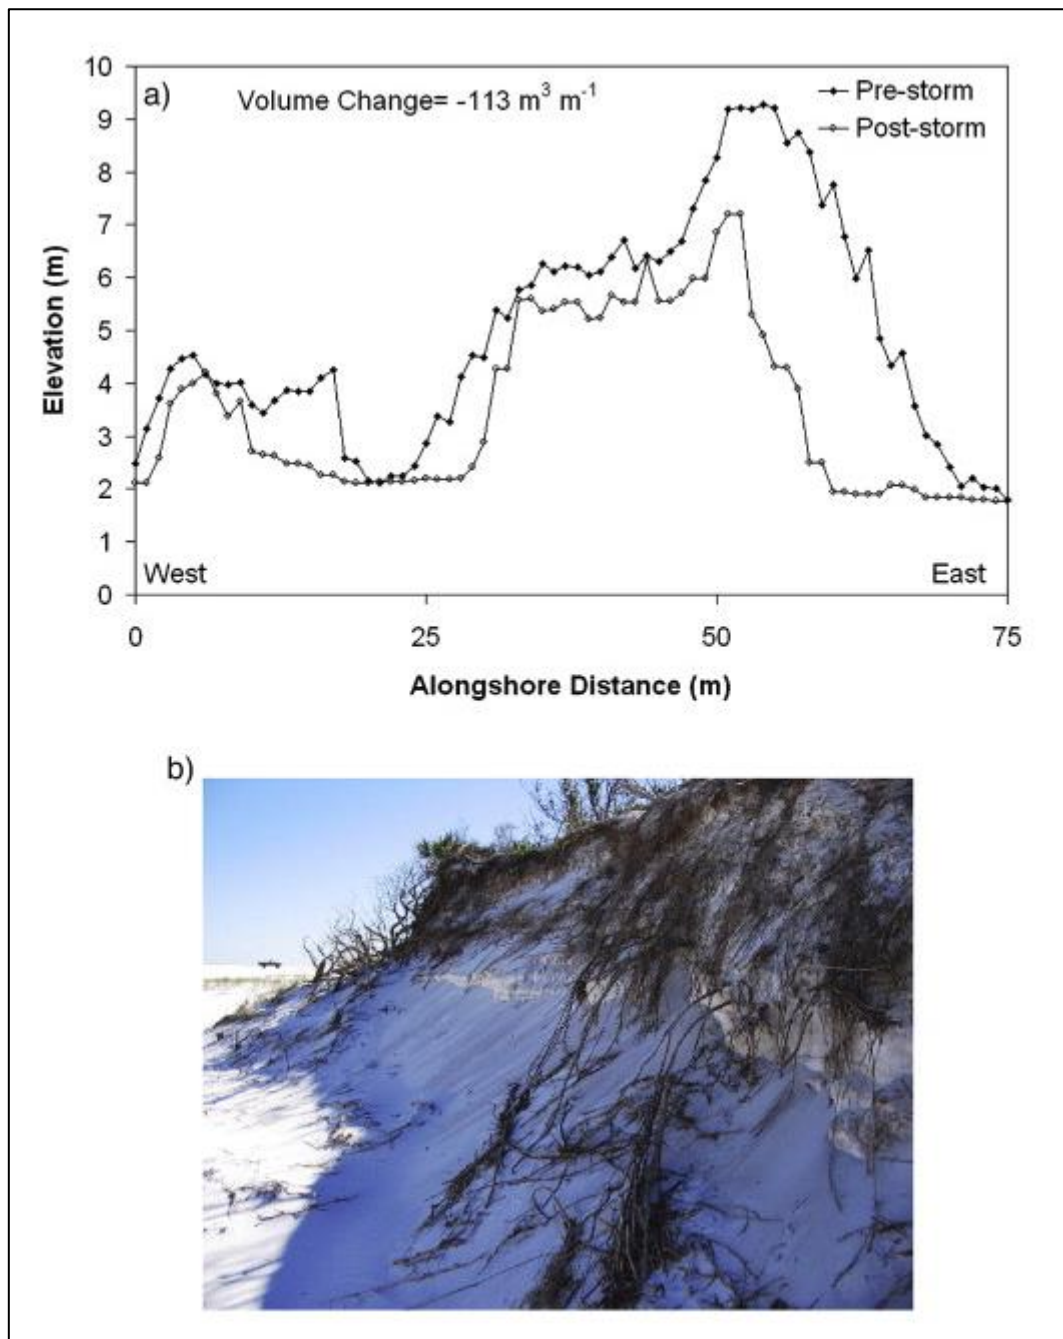 a)
Volume Change= -113 m³ m⁻¹
Pre-storm
Post-storm
10
9
8
7
6
5
4
3
2
1
0
Elevation (m)
West
East
0 25 50 75
Alongshore Distance (m)
b)